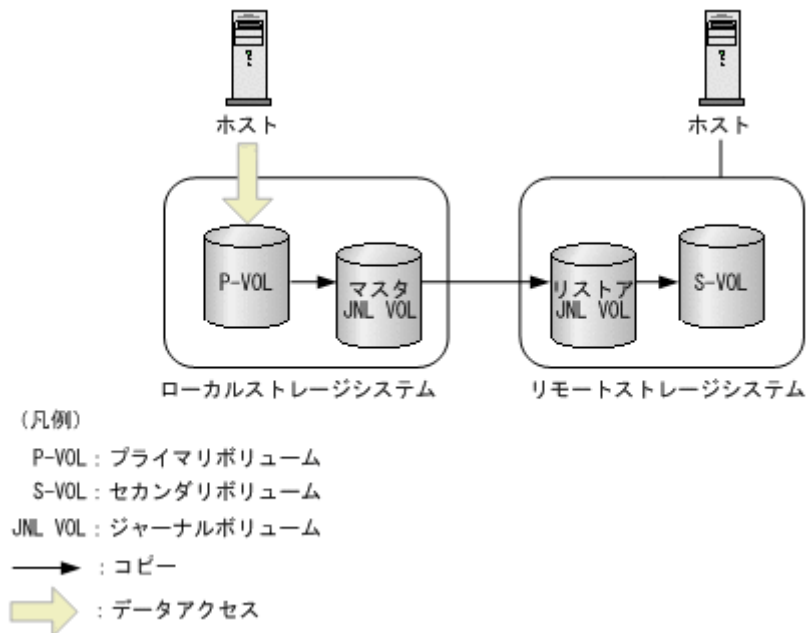 ホスト
ホスト
P-VOL
マスタ
JNL VOL
リストア
JNL VOL
S-VOL
ローカルストレージシステム
リモートストレージシステム
(凡例)
P-VOL:プライマリボリューム
S-VOL:セカンダリボリューム
JNL VOL:ジャーナルボリューム
:コピー
:データアクセス